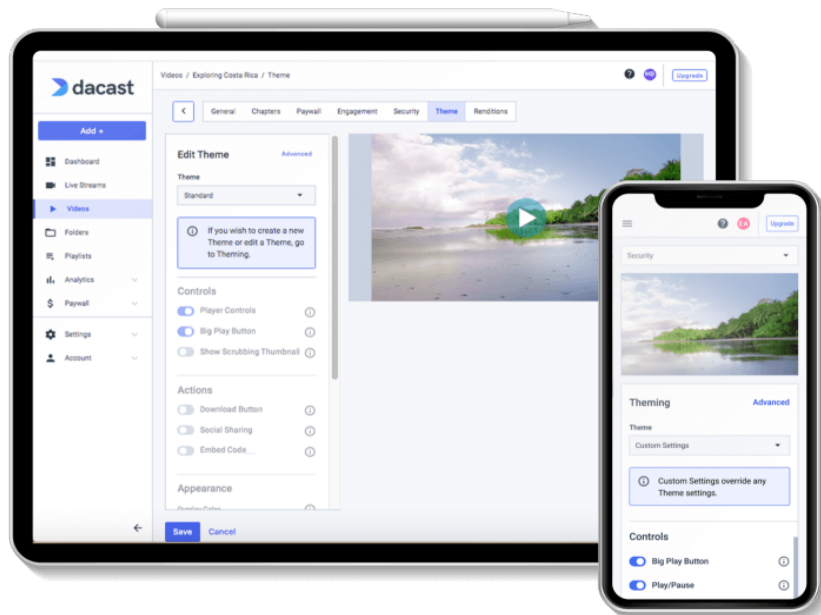 dacast
Videos / Exploring Costa Rica / Theme
HD
Upgrade
General Chapters Paywall Engagement Security Theme Renditions
Add +
Dashboard
Live Streams
Videos
Folders
Playlists
Analytics
Paywall
Settings
Account
Edit Theme
Advanced
Theme
Standard
If you wish to create a new
Theme or edit a Theme, go
to Theming.
Controls
Player Controls
Big Play Button
Show Scrubbing Thumbnail
Actions
Download Button
Social Sharing
Embed Code
Appearance
Overlay Color
Save Cancel
EA
Upgrade
Security
Theming
Advanced
Theme
Custom Settings
Custom Settings override any
Theme settings.
Controls
Big Play Button
Play/Pause